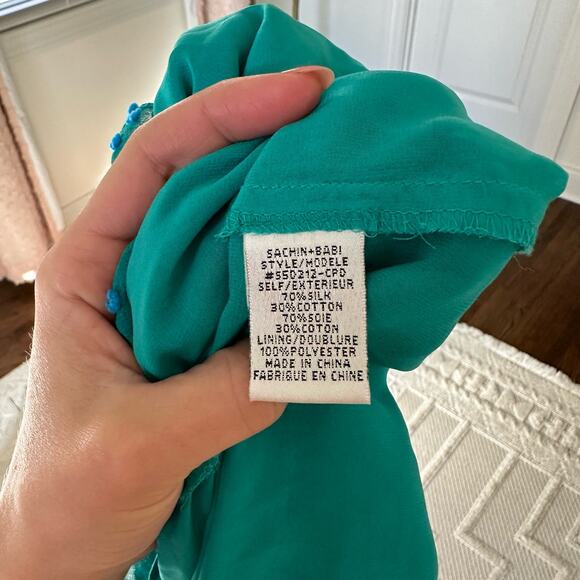 SACHIN+BABI
STYLE/MODELE
#55D212-CPD
SELF/EXTERIEUR
70%SILK
30%COTTON
70%SOIE
30%COTON
LINING/DOUBLURE
100%POLYESTER
MADE IN CHINA
FABRIQUE EN CHINE